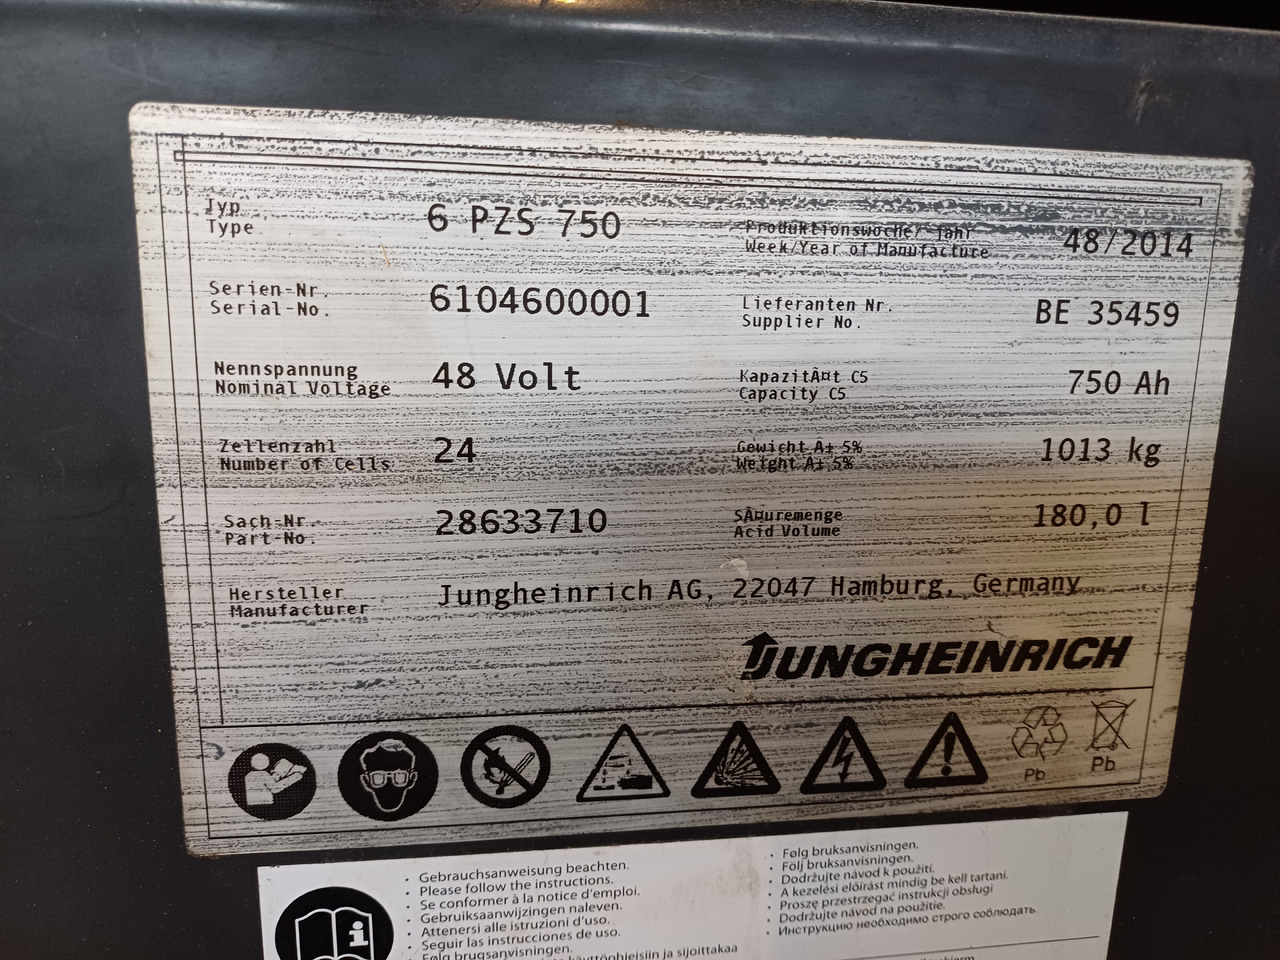 Typ
Type
6 PZS 750
Produktionswoche/ Jahr
Week/Year of Manufacture
48/2014
Serien-Nr.
Serial-No.
6104600001
Lieferanten Nr.
Supplier No.
BE 35459
Nennspannung
Nominal Voltage
48 Volt
KapazitÃ¤t C5
Capacity C5
750 Ah
Zellenzahl
Number of Cells
24
Gewicht Â± 5%
Weight Â± 5%
1013 kg
Sach-Nr.
Part-No.
28633710
SÃ¤uremenge
Acid Volume
180,0 l
Hersteller
Manufacturer
Jungheinrich AG, 22047 Hamburg, Germany
JUNGHEINRICH
Pb
Pb
• Gebrauchsanweisung beachten.
• Please follow the instructions.
• Se conformer à la notice d'emploi.
• Gebruiksaanwijzingen naleven.
• Attenersi alle istruzioni d'uso.
• Seguir las instrucciones de uso.
• Følg brugsanvisningen.
käyttöohjeisiin ja sijoittakaa
• Følg bruksanvisningen.
• Följ bruksanvisningen.
• Dodržujte návod k použití.
• A kezelési előírást mindig be kell tartani.
• Proszę przestrzegać instrukcji obsługi
• Dodržujte návod na použitie.
• Инструкцию необходимо строго соблюдать.